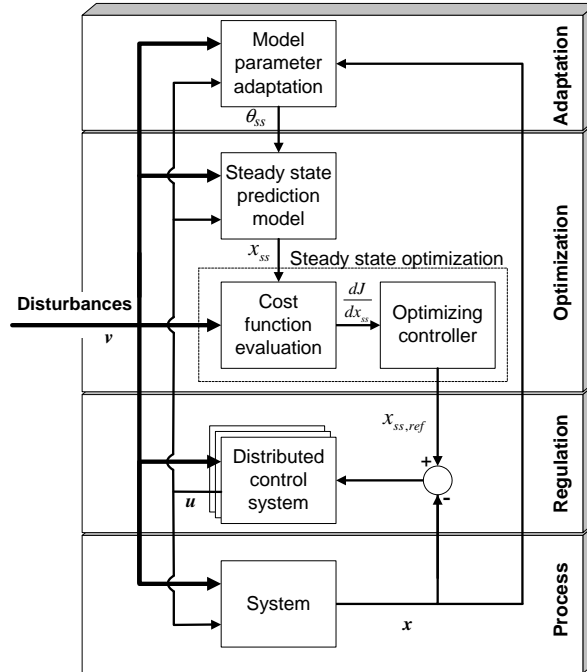 Model
parameter
adaptation
Adaptation
θss
Steady state
prediction
model
xss
Steady state optimization
Optimization
Disturbances
v
Cost
function
evaluation
dJ
dxss
Optimizing
controller
xss,ref
+
-
Distributed
control
system
u
Regulation
System
x
Process